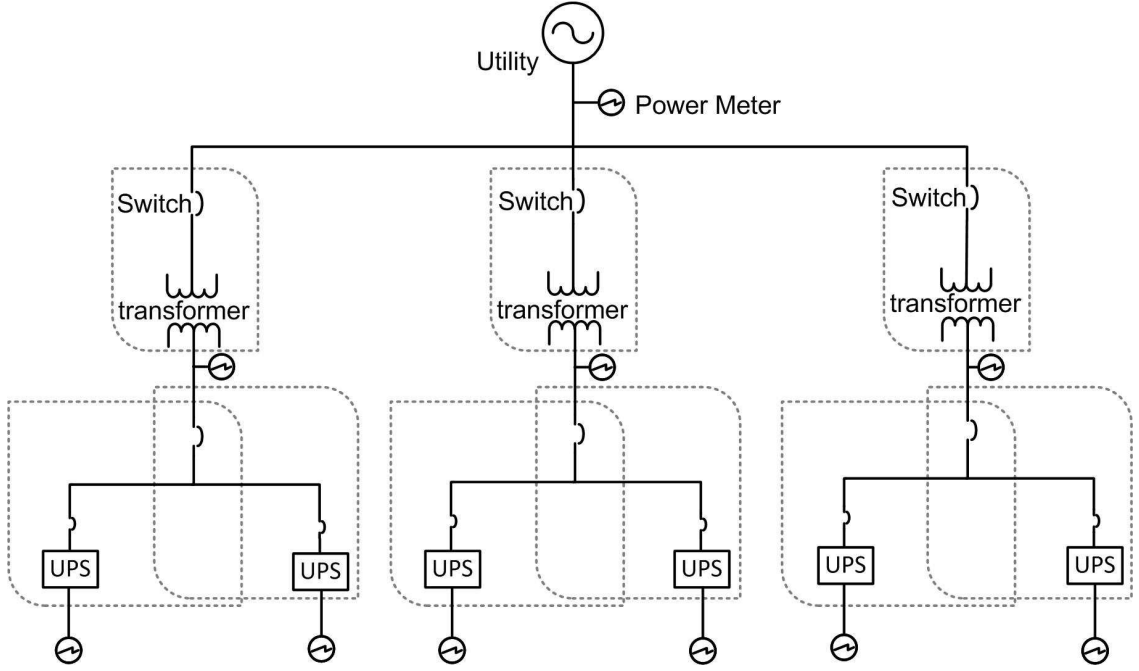 Utility
Power Meter
Switch
Switch
Switch
transformer
transformer
transformer
UPS
UPS
UPS
UPS
UPS
UPS